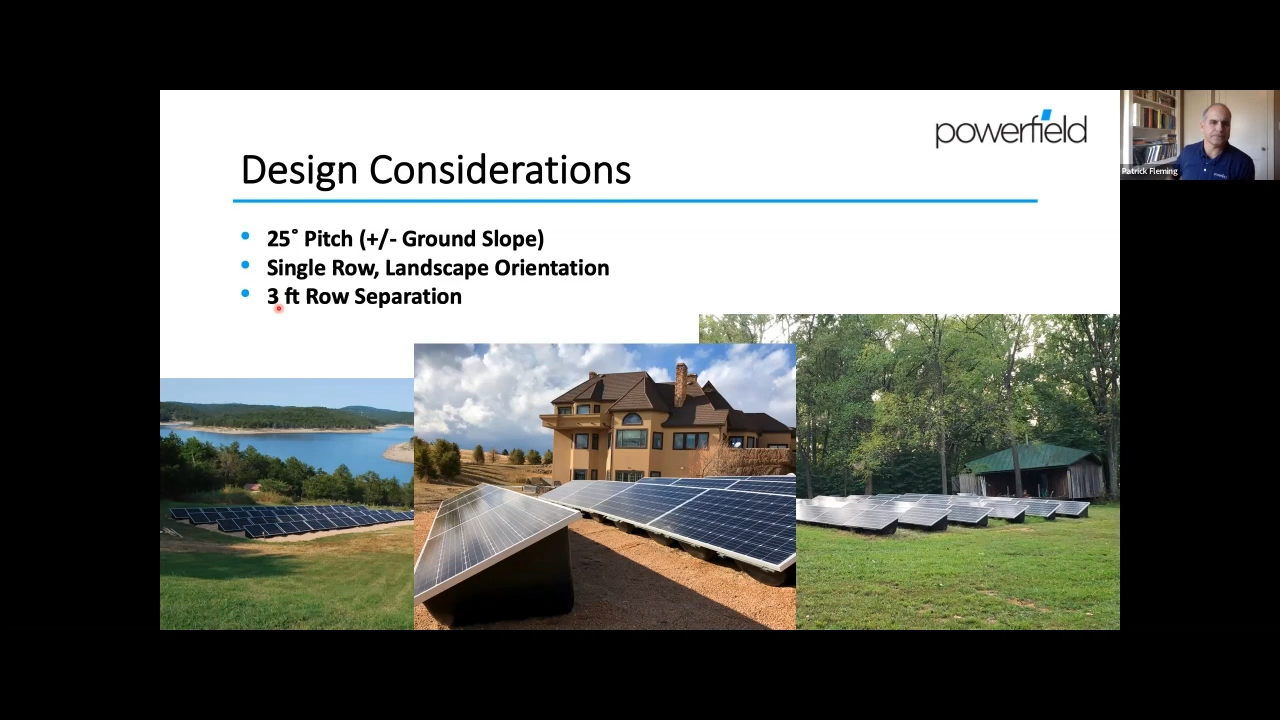 powerfield
Design Considerations
25° Pitch (+/- Ground Slope)
Single Row, Landscape Orientation
3 ft Row Separation
Patrick Fleming